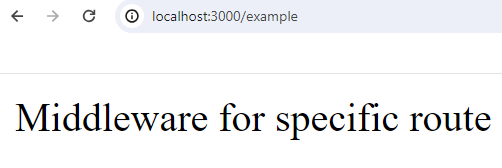 localhost:3000/example
Middleware for specific route